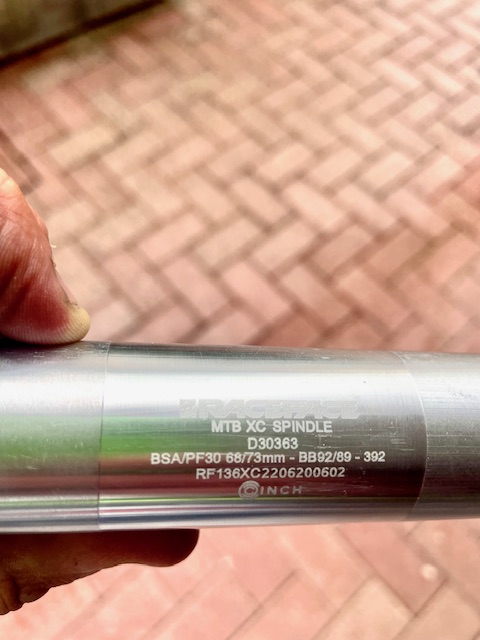 RACEFACE
MTB XC SPINDLE
D30363
BSA/PF30 68/73mm - BB92/89 - 392
RF136XC2206200602
CINCH